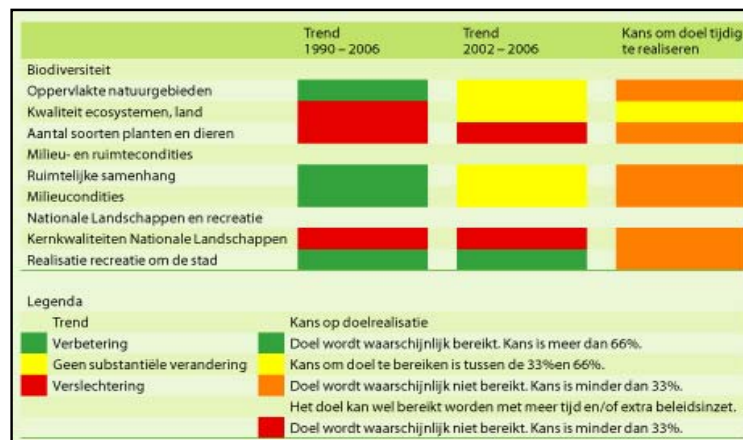 Trend Trend Kans om doel tijdig
1990 – 2006 2002 – 2006 te realiseren
Biodiversiteit
Oppervlakte natuurgebieden
Kwaliteit ecosystemen, land
Aantal soorten planten en dieren
Milieu- en ruimtecondities
Ruimtelijke samenhang
Milieucondities
Nationale Landschappen en recreatie
Kernkwaliteiten Nationale Landschappen
Realisatie recreatie om de stad
Legenda
Trend Kans op doelrealisatie
Verbetering Doel wordt waarschijnlijk bereikt. Kans is meer dan 66%.
Geen substantiële verandering Kans om doel te bereiken is tussen de 33%en 66%.
Verslechtering Doel wordt waarschijnlijk niet bereikt. Kans is minder dan 33%.
Het doel kan wel bereikt worden met meer tijd en/of extra beleidsinzet.
Doel wordt waarschijnlijk niet bereikt. Kans is minder dan 33%.